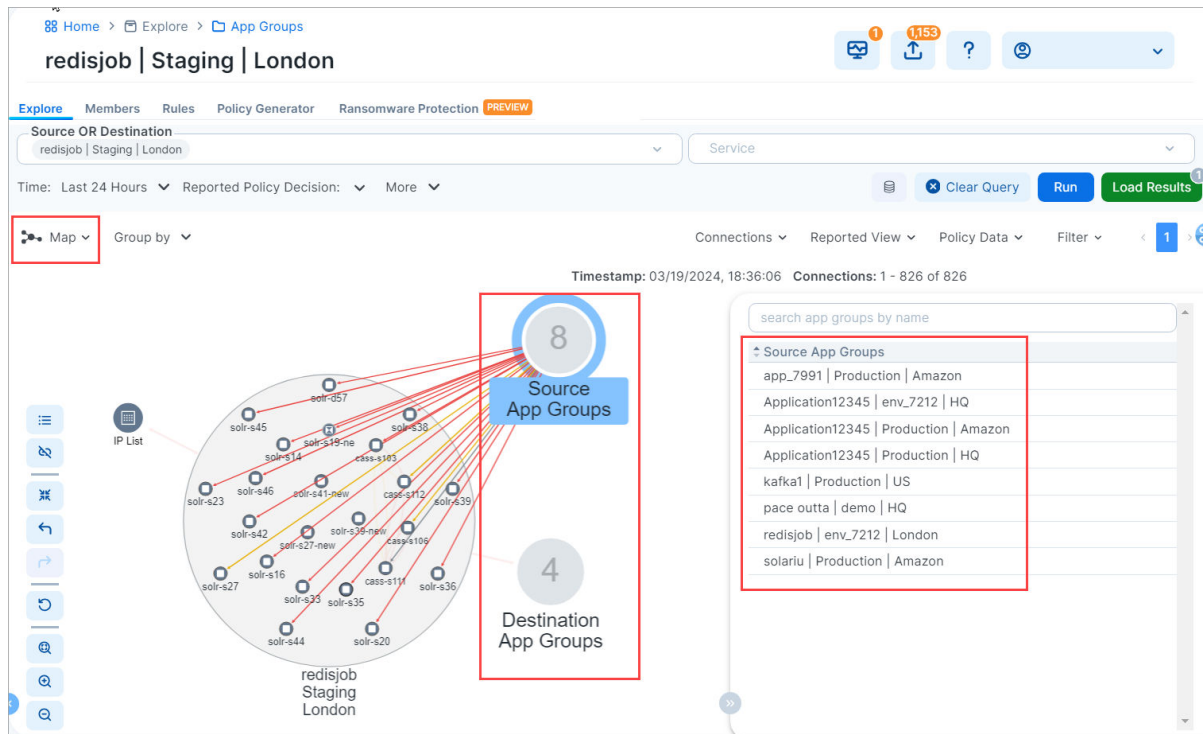 Home > Explore > App Groups
redisjob | Staging | London
1
1,153
?
Explore Members Rules Policy Generator Ransomware Protection PREVIEW
Source OR Destination
redisjob | Staging | London
Service
Time: Last 24 Hours Reported Policy Decision: More
Clear Query Run Load Results 1
Map Group by
Connections Reported View Policy Data Filter < 1 >
Timestamp: 03/19/2024, 18:36:06 Connections: 1 - 826 of 826
8
Source
App Groups
IP List
solr-d57
solr-s45
solr-s38
solr-s19-ne
solr-s14
cass-s103
solr-s23
solr-s46
solr-s41-new
cass-s112
solr-s39
solr-s42
solr-s39-new
solr-s27-new
cass-s106
solr-s27
solr-s16
cass-s111
solr-s36
solr-s33
solr-s35
solr-s44
solr-s20
redisjob
Staging
London
4
Destination
App Groups
search app groups by name
Source App Groups
app_7991 | Production | Amazon
Application12345 | env_7212 | HQ
Application12345 | Production | Amazon
Application12345 | Production | HQ
kafka1 | Production | US
pace outta | demo | HQ
redisjob | env_7212 | London
solariu | Production | Amazon